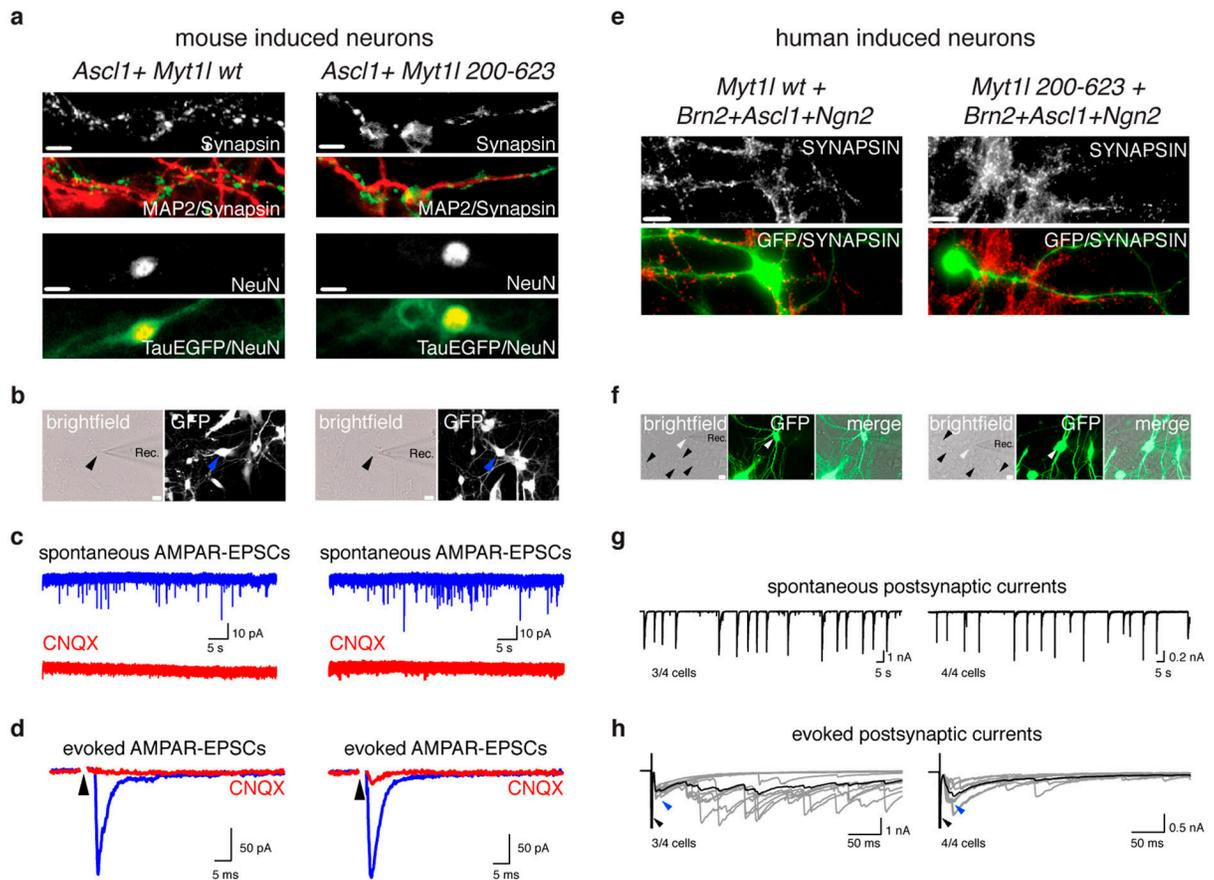 a
mouse induced neurons
Ascl1+ Myt1l wt
Ascl1+ Myt1l 200-623
Synapsin
Synapsin
MAP2/Synapsin
MAP2/Synapsin
NeuN
NeuN
TauEGFP/NeuN
TauEGFP/NeuN
b
brightfield
Rec.
GFP
brightfield
Rec.
GFP
c
spontaneous AMPAR-EPSCs
spontaneous AMPAR-EPSCs
10 pA
5 s
10 pA
5 s
CNQX
CNQX
d
evoked AMPAR-EPSCs
evoked AMPAR-EPSCs
CNQX
CNQX
50 pA
5 ms
50 pA
5 ms
e
human induced neurons
Myt1l wt +
Brn2+Ascl1+Ngn2
Myt1l 200-623 +
Brn2+Ascl1+Ngn2
SYNAPSIN
SYNAPSIN
GFP/SYNAPSIN
GFP/SYNAPSIN
f
brightfield
Rec.
GFP
merge
brightfield
Rec.
GFP
merge
g
spontaneous postsynaptic currents
1 nA
5 s
3/4 cells
0.2 nA
5 s
4/4 cells
h
evoked postsynaptic currents
1 nA
50 ms
3/4 cells
0.5 nA
50 ms
4/4 cells